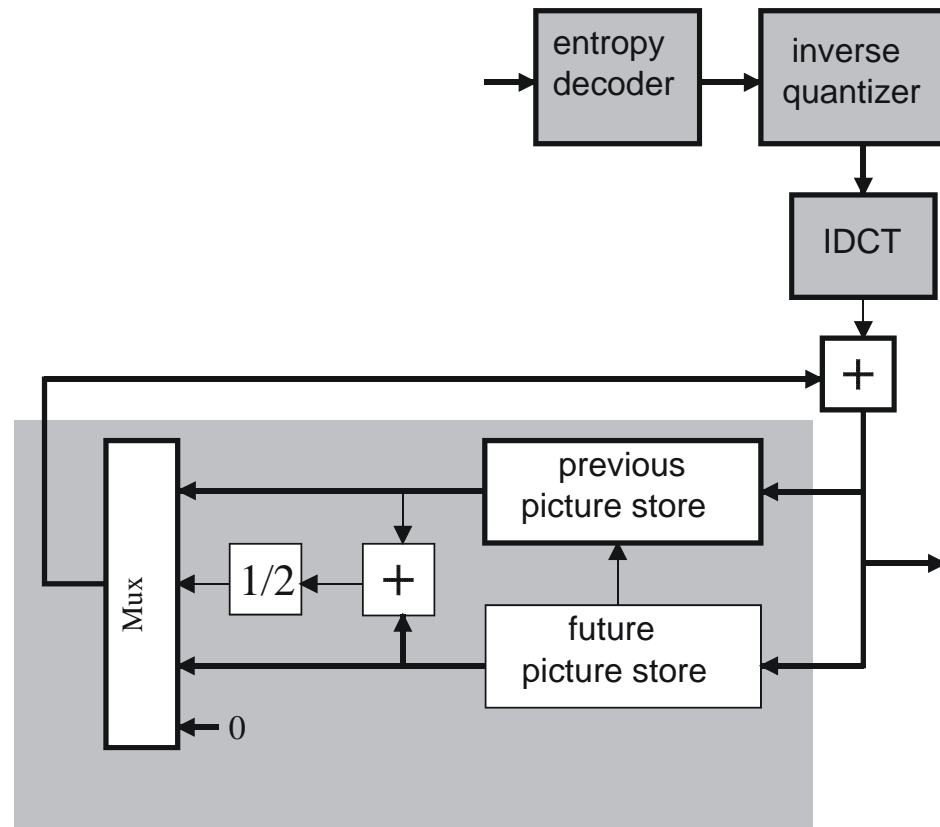 entropy
decoder
inverse
quantizer
IDCT
+
previous
picture store
Mux
1/2
+
future
picture store
0